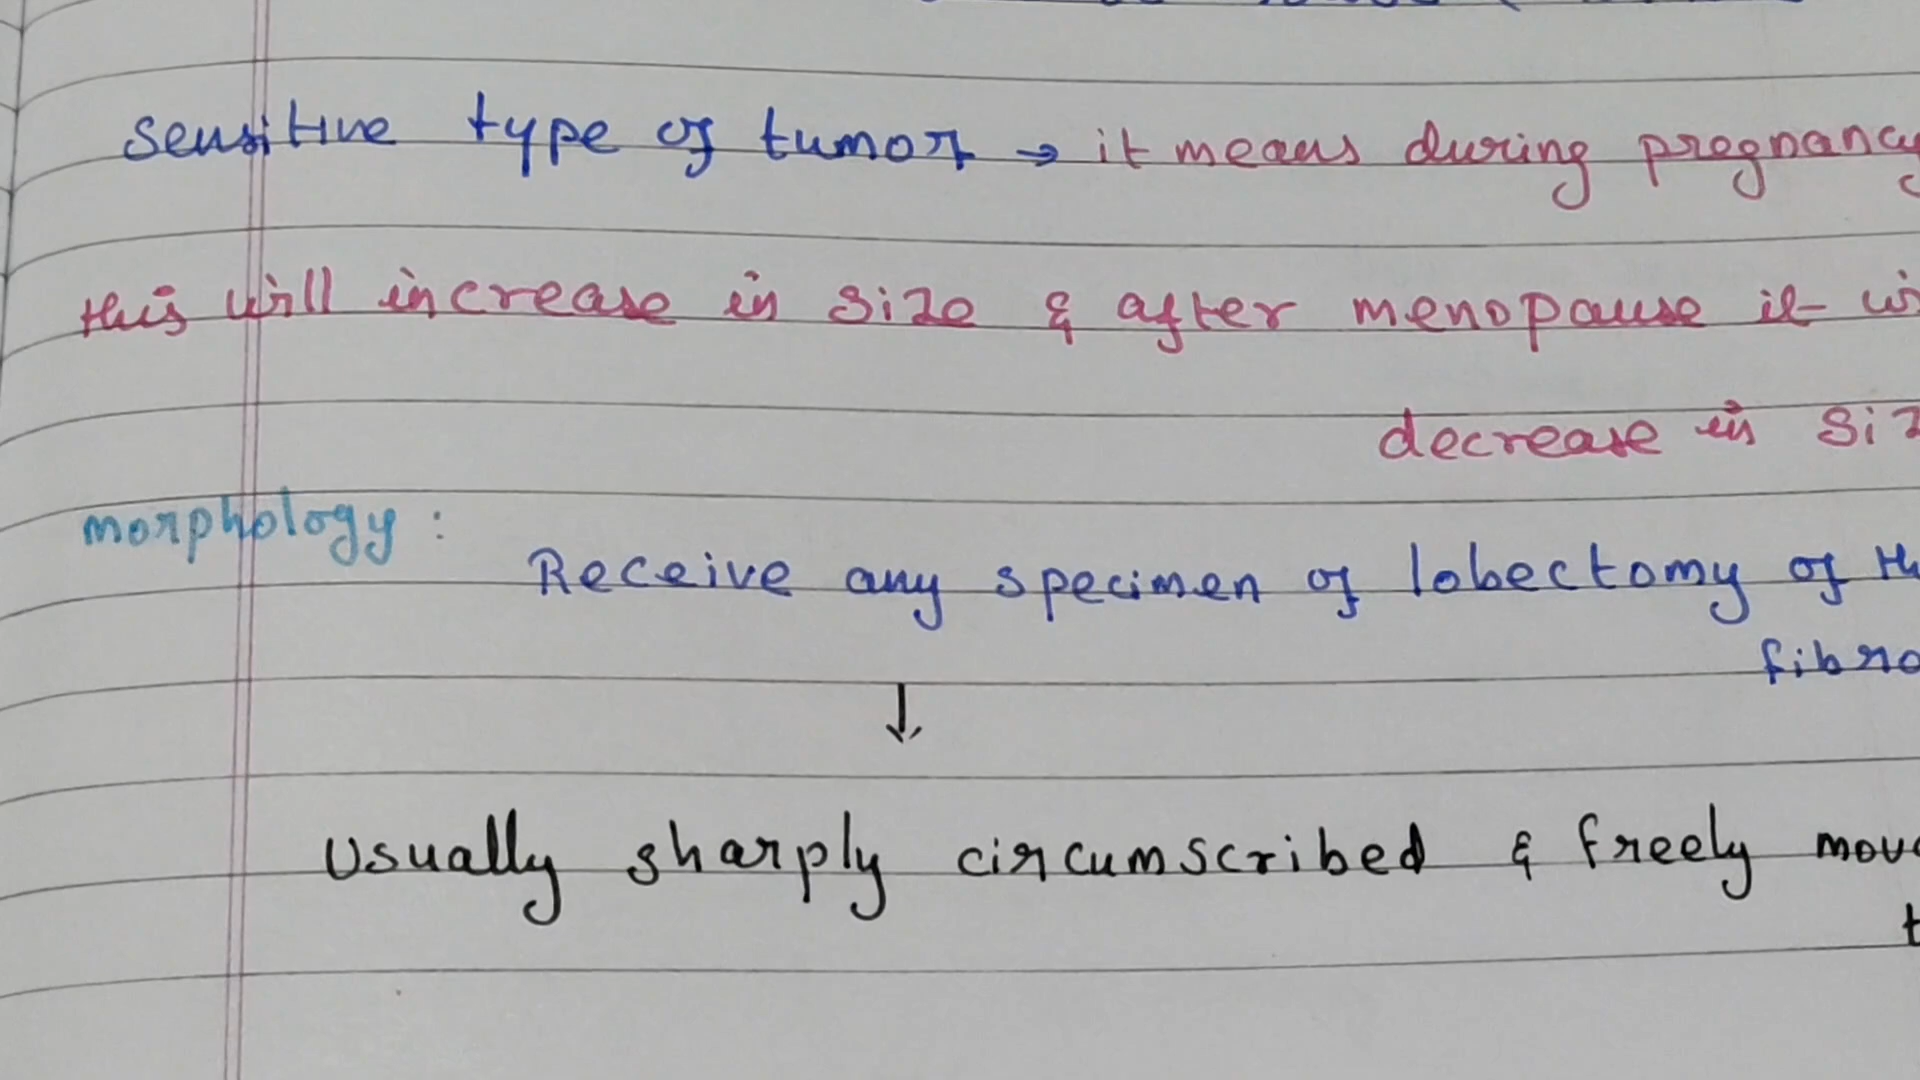 sensitive type of tumor → it means during pregnancy
this will increase in size & after menopause it
decrease in
morphology :
Receive any specimen of lobectomy of
↓
Usually sharply circumscribed & freely